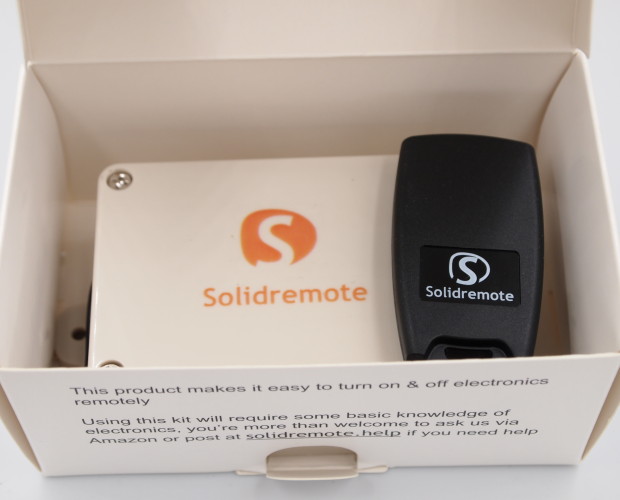 S
Solidremote
S
Solidremote
This product makes it easy to turn on & off electronics
remotely
Using this kit will require some basic knowledge of
electronics, you're more than welcome to ask us via
Amazon or post at solidremote.help if you need help